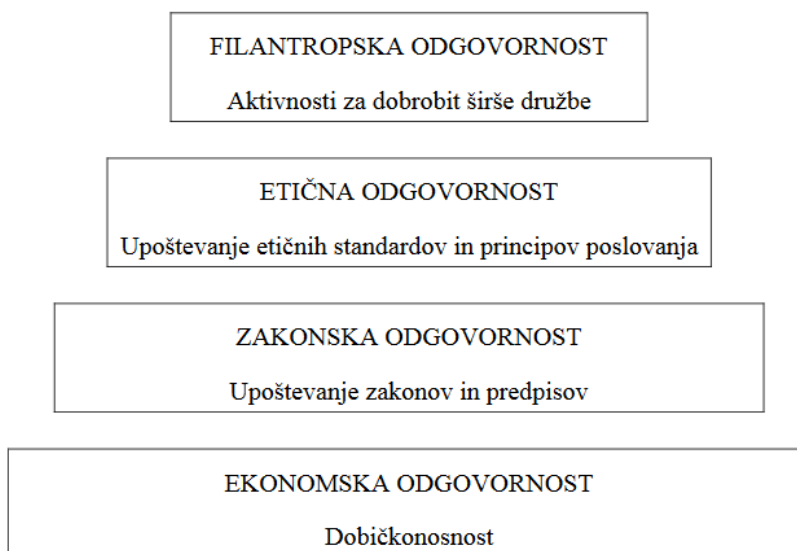 FILANTROPSKA ODGOVORNOST
Aktivnosti za dobrobit širše družbe
ETIČNA ODGOVORNOST
Upoštevanje etičnih standardov in principov poslovanja
ZAKONSKA ODGOVORNOST
Upoštevanje zakonov in predpisov
EKONOMSKA ODGOVORNOST
Dobičkonosnost